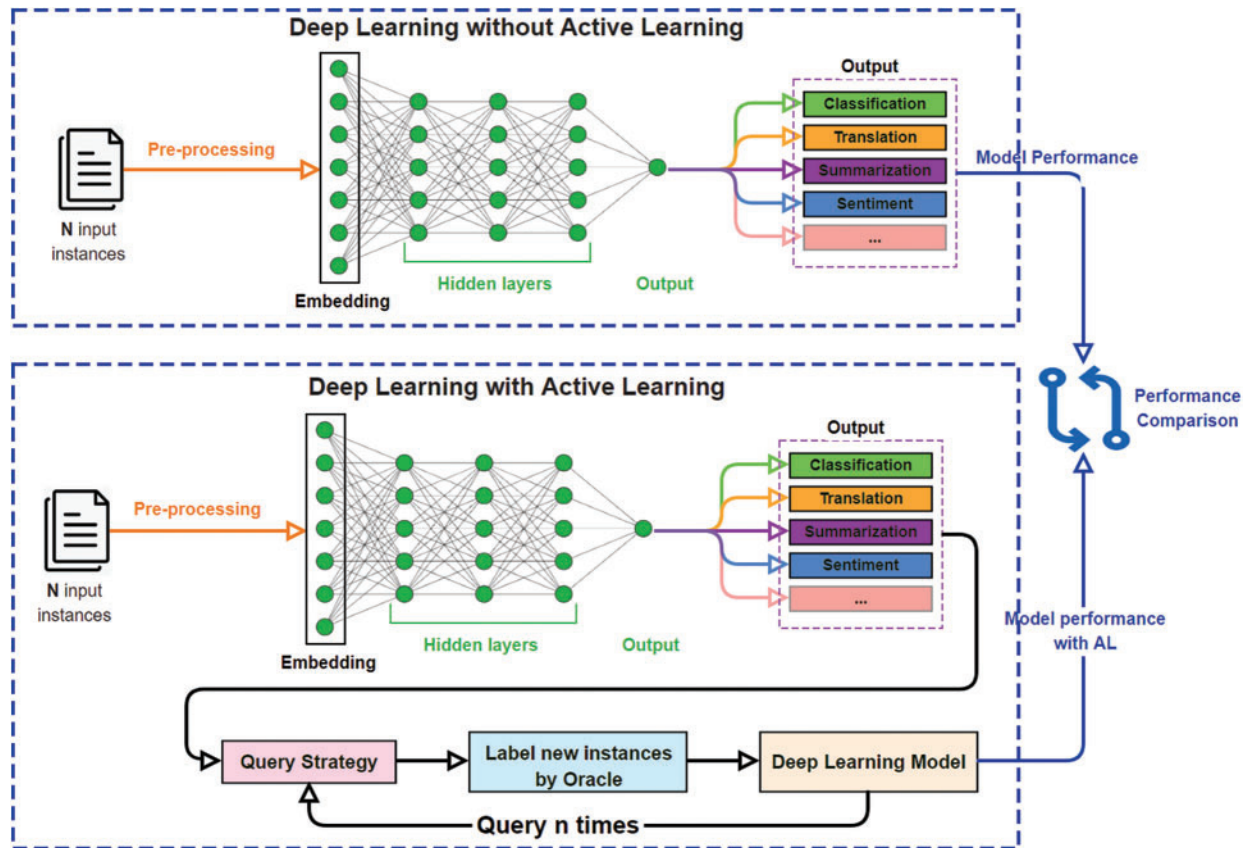 Deep Learning without Active Learning
Pre-processing
N input
instances
Embedding
Hidden layers
Output
Output
Classification
Translation
Summarization
Sentiment
...
Model Performance
Performance
Comparison
Deep Learning with Active Learning
Pre-processing
N input
instances
Embedding
Hidden layers
Output
Output
Classification
Translation
Summarization
Sentiment
...
Model performance
with AL
Query Strategy
Label new instances
by Oracle
Deep Learning Model
Query n times